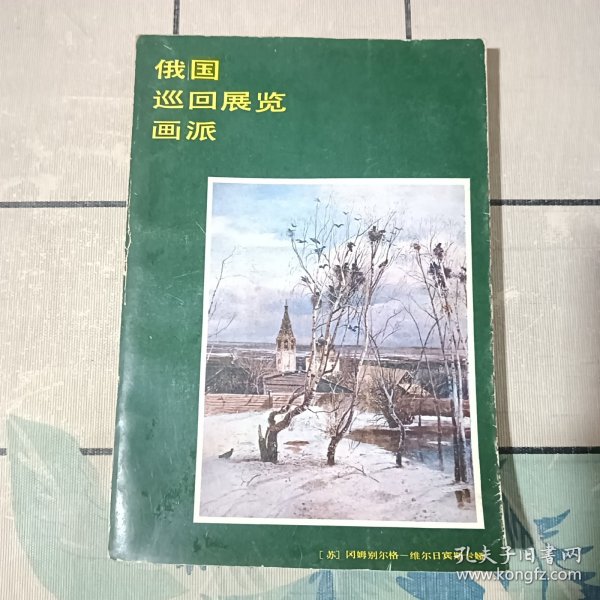 俄国
巡回展览
画派
［苏］冈姆别尔格—维尔日宾
孔夫子旧书网
www.kongfz.com